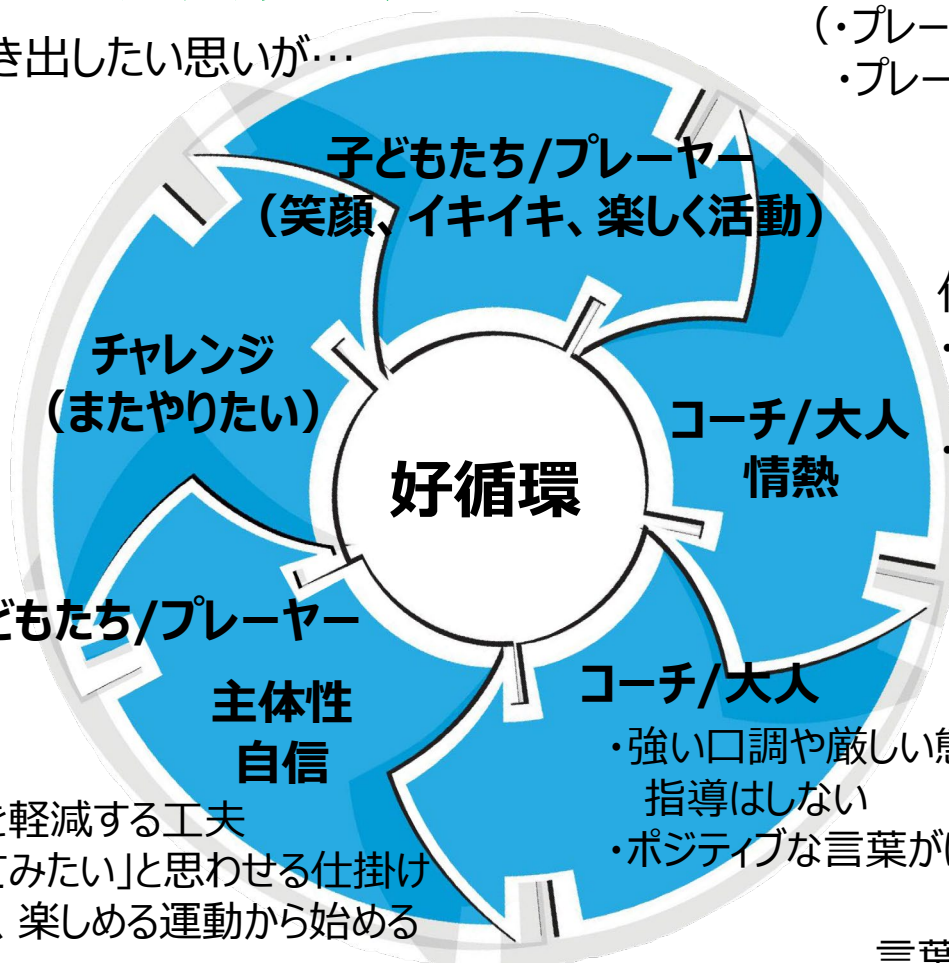 き出したい思いが…
（・プレー
・プレー
子どもたち/プレーヤー
（笑顔、イキイキ、楽しく活動）
チャレンジ
（またやりたい）
コーチ/大人
情熱
好循環
どもたち/プレーヤー
主体性
自信
コーチ/大人
・強い口調や厳しい態
指導はしない
・ポジティブな言葉が
を軽減する工夫
てみたい」と思わせる仕掛け
、楽しめる運動から始める
言葉